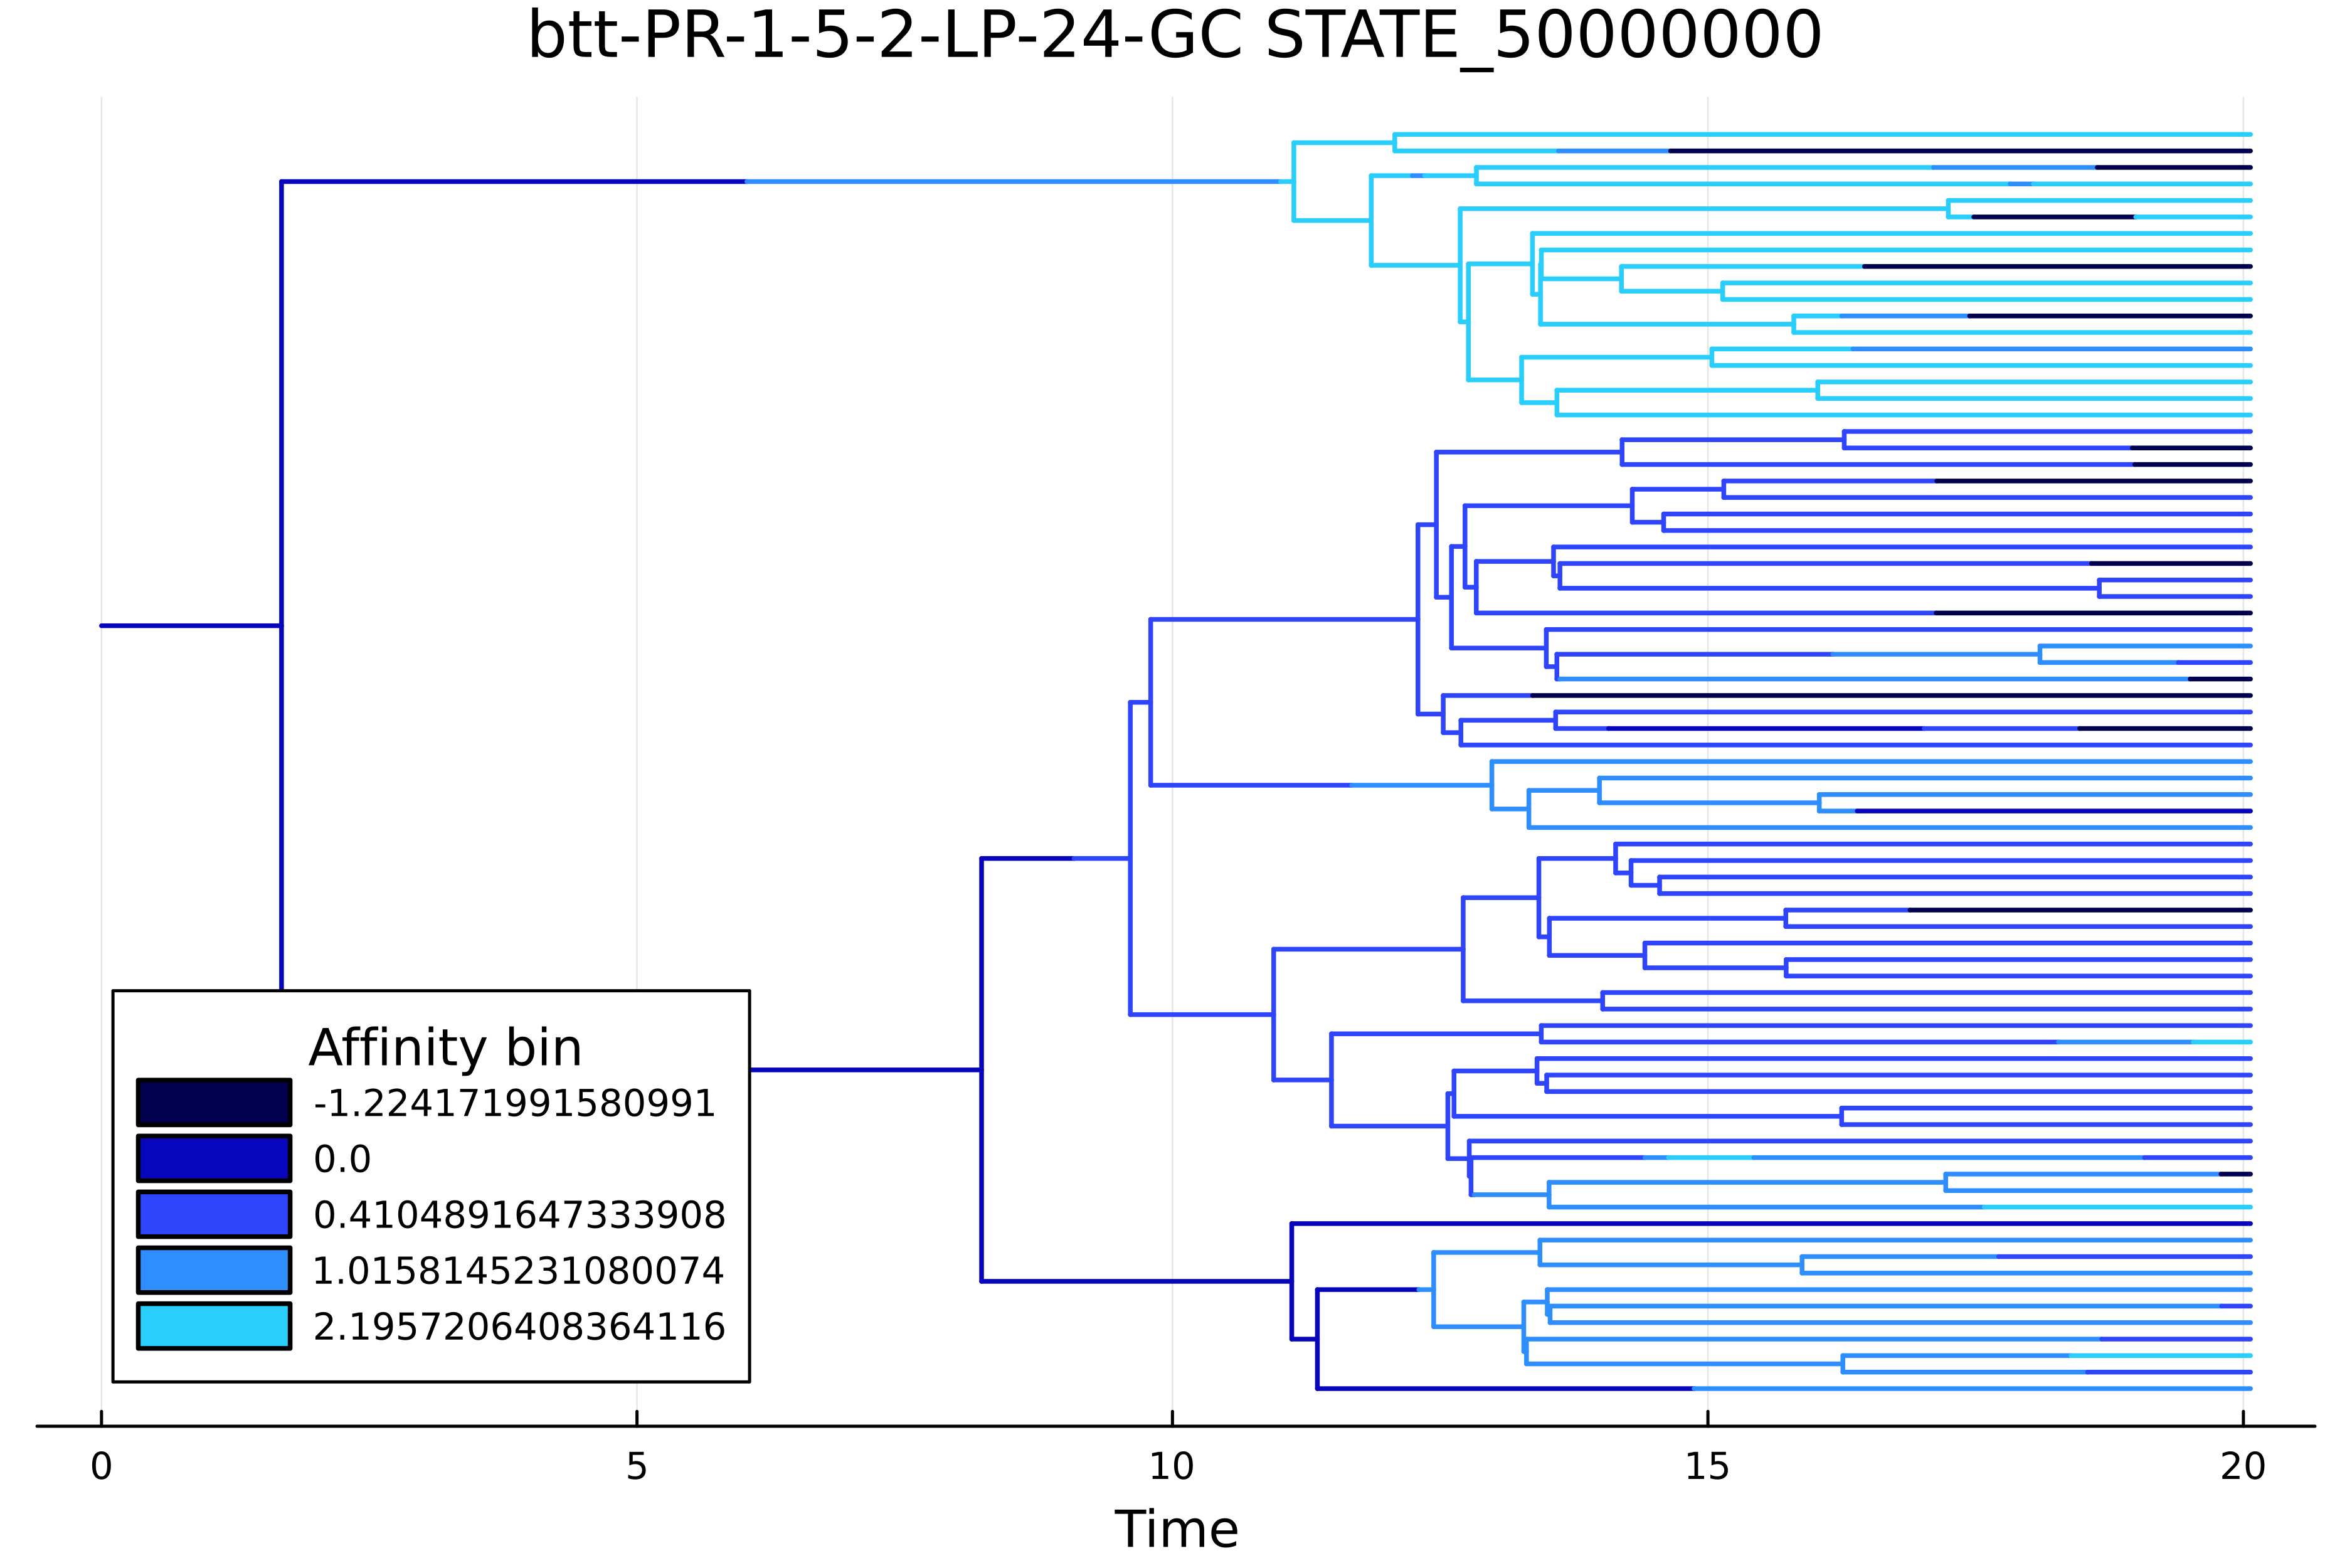 btt-PR-1-5-2-LP-24-GC STATE_50000000
Affinity bin
-1.224171991580991
0.0
0.4104891647333908
1.0158145231080074
2.1957206408364116
0 5 10 15 20
Time